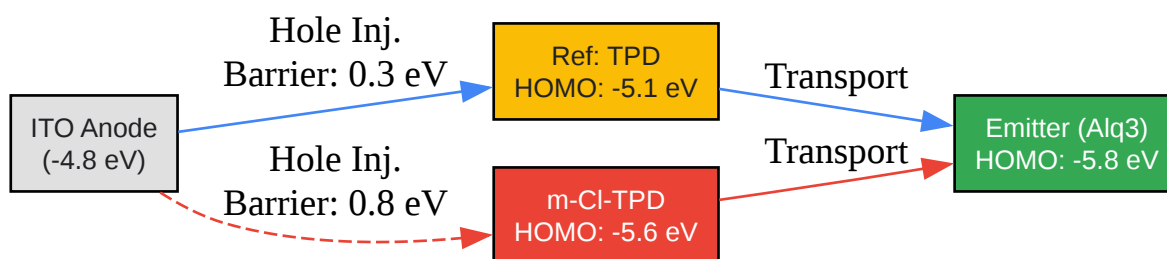 ITO Anode
(-4.8 eV)
Hole Inj.
Barrier: 0.3 eV
Ref: TPD
HOMO: -5.1 eV
Transport
Hole Inj.
Barrier: 0.8 eV
m-Cl-TPD
HOMO: -5.6 eV
Transport
Emitter (Alq3)
HOMO: -5.8 eV